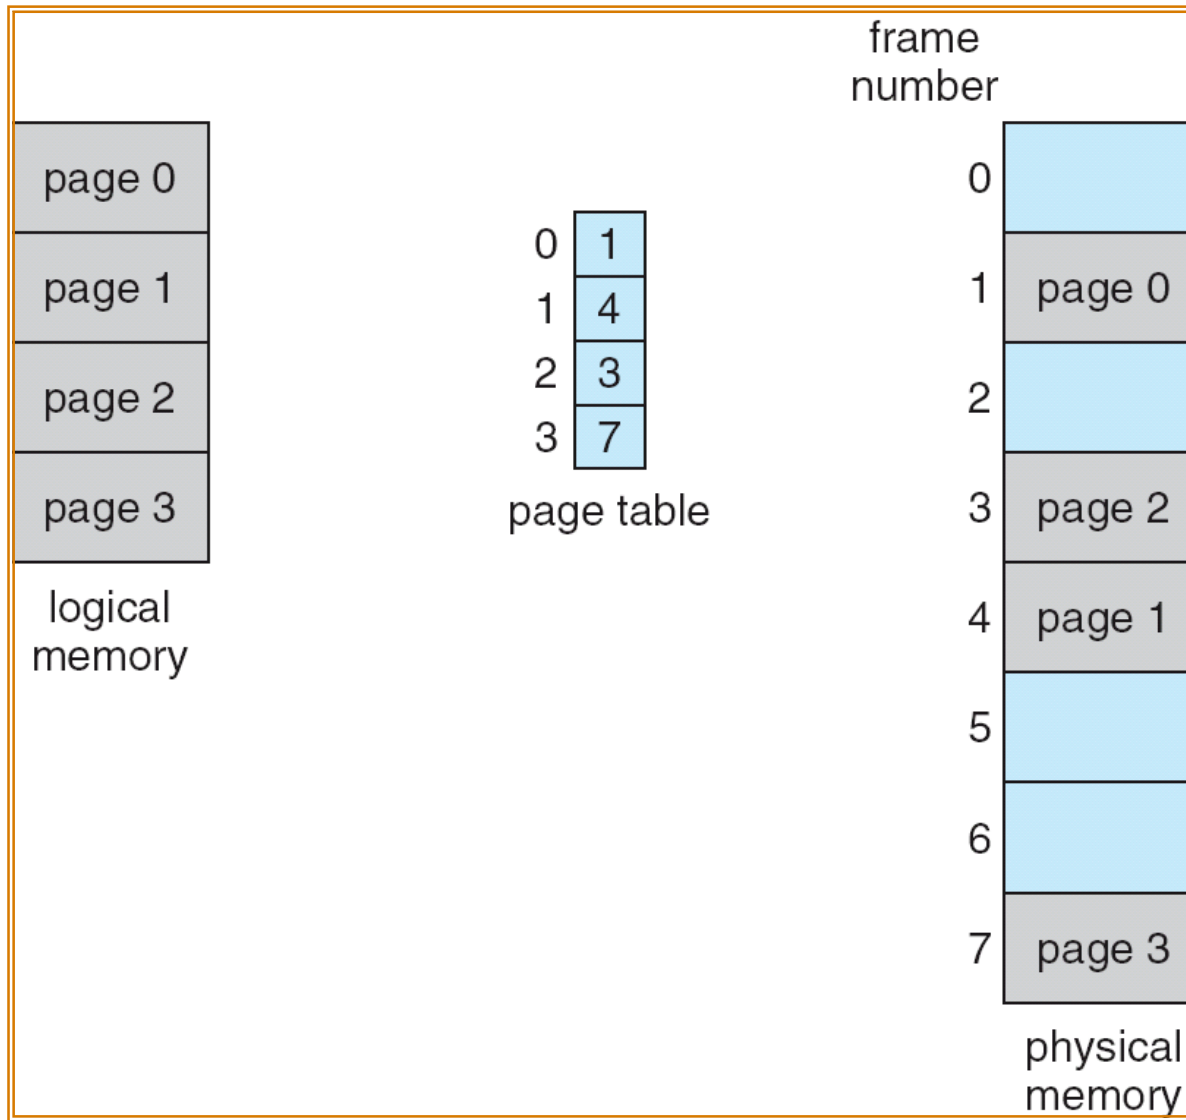 frame
number
page 0
page 1
page 2
page 3
logical
memory
0 1
1 4
2 3
3 7
page table
0
1 page 0
2
3 page 2
4 page 1
5
6
7 page 3
physical
memory